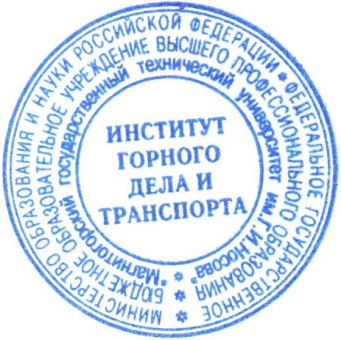 МИНИСТЕРСТВО ОБРАЗОВАНИЯ И НАУКИ РОССИЙСКОЙ ФЕДЕРАЦИИ * ФЕДЕРАЛЬНОЕ ГОСУДАРСТВЕННОЕ *
БЮДЖЕТНОЕ ОБРАЗОВАТЕЛЬНОЕ УЧРЕЖДЕНИЕ ВЫСШЕГО ПРОФЕССИОНАЛЬНОГО ОБРАЗОВАНИЯ *
"Магнитогорский государственный технический университет им. Г.И.Носова" *
ИНСТИТУТ
ГОРНОГО
ДЕЛА И
ТРАНСПОРТА